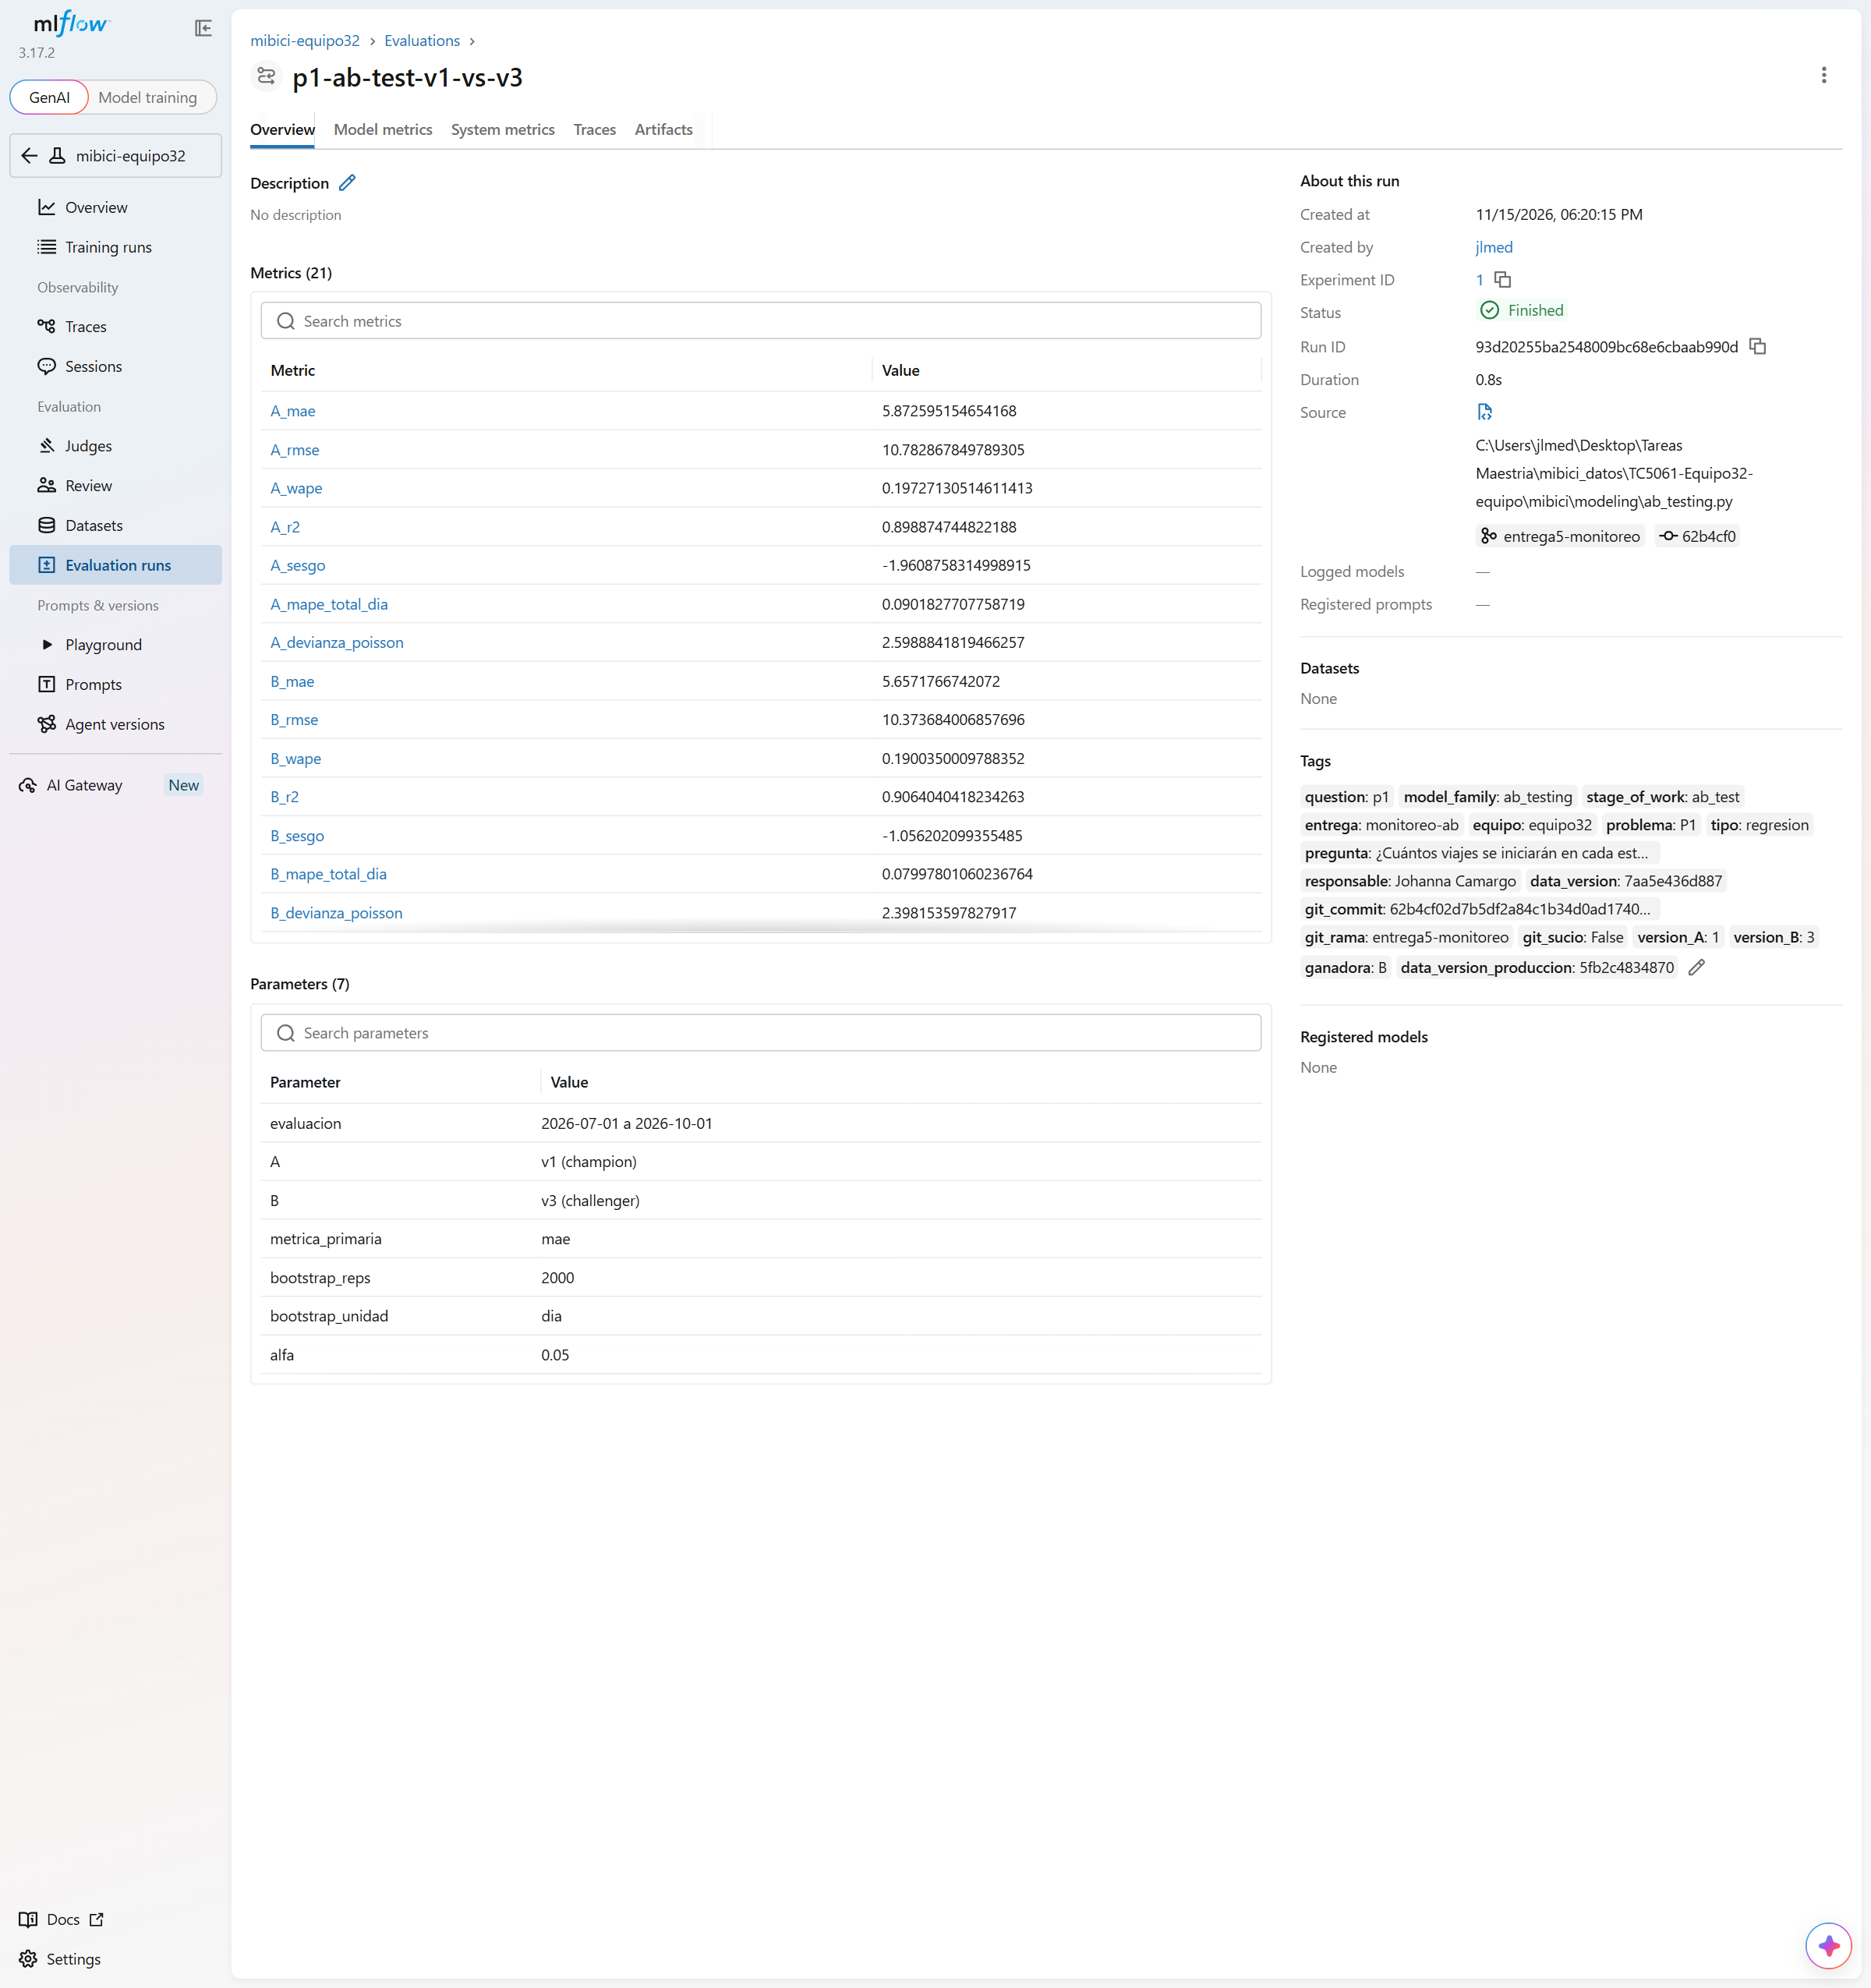 mlflow
3.17.2
GenAI Model training
mibici-equipo32
Overview
Training runs
Observability
Traces
Sessions
Evaluation
Judges
Review
Datasets
Evaluation runs
Prompts & versions
Playground
Prompts
Agent versions
AI Gateway New
Docs
Settings
mibici-equipo32 > Evaluations >
p1-ab-test-v1-vs-v3
Overview Model metrics System metrics Traces Artifacts
Description
No description
Metrics (21)
Search metrics
Metric Value
A_mae 5.872595154654168
A_rmse 10.782867849789305
A_wape 0.19727130514611413
A_r2 0.898874744822188
A_sesgo -1.9608758314998915
A_mape_total_dia 0.0901827707758719
A_devianza_poisson 2.5988841819466257
B_mae 5.6571766742072
B_rmse 10.373684006857696
B_wape 0.1900350009788352
B_r2 0.9064040418234263
B_sesgo -1.056202099355485
B_mape_total_dia 0.07997801060236764
B_devianza_poisson 2.398153597827917
Parameters (7)
Search parameters
Parameter Value
evaluacion 2026-07-01 a 2026-10-01
A v1 (champion)
B v3 (challenger)
metrica_primaria mae
bootstrap_reps 2000
bootstrap_unidad dia
alfa 0.05
About this run
Created at 11/15/2026, 06:20:15 PM
Created by jlmed
Experiment ID 1
Status Finished
Run ID 93d20255ba2548009bc68e6cbaab990d
Duration 0.8s
Source
C:\Users\jlmed\Desktop\Tareas
Maestria\mibici_datos\TC5061-Equipo32-
equipo\mibici\modeling\ab_testing.py
entrega5-monitoreo 62b4cf0
Logged models —
Registered prompts —
Datasets
None
Tags
question: p1 model_family: ab_testing stage_of_work: ab_test
entrega: monitoreo-ab equipo: equipo32 problema: P1 tipo: regresion
pregunta: ¿Cuántos viajes se iniciarán en cada est...
responsable: Johanna Camargo data_version: 7aa5e436d887
git_commit: 62b4cf02d7b5df2a84c1b34d0ad1740...
git_rama: entrega5-monitoreo git_sucio: False version_A: 1 version_B: 3
ganadora: B data_version_produccion: 5fb2c4834870
Registered models
None